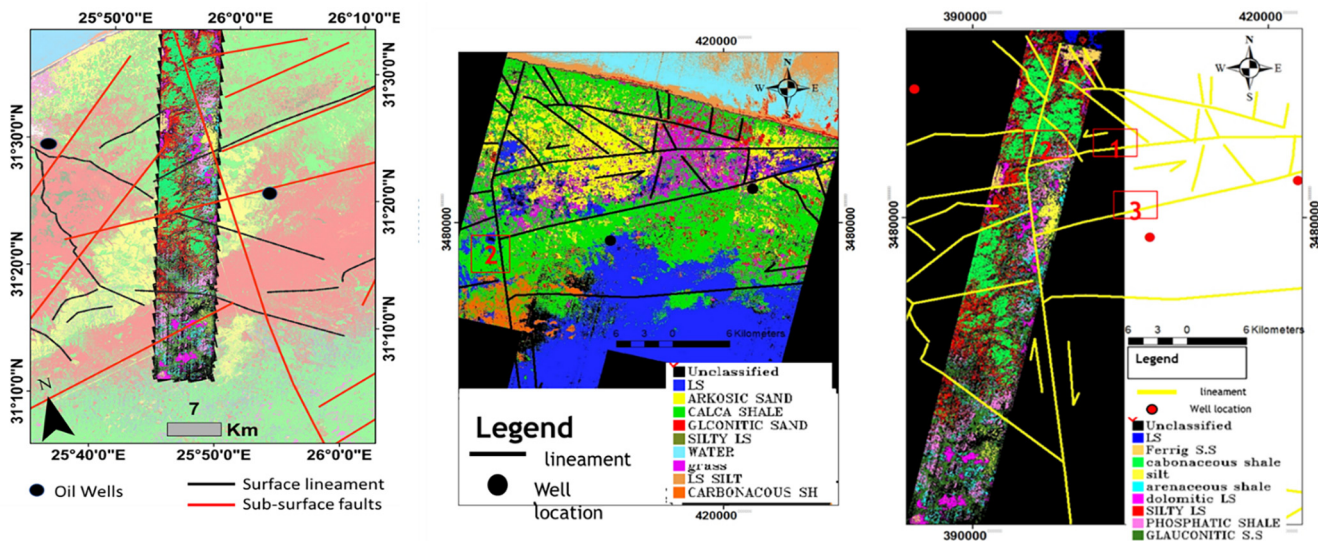 25°50'0"E 26°0'0"E 26°10'0"E
31°30'0"N
31°20'0"N
31°10'0"N
31°30'0"N
31°20'0"N
31°10'0"N
N
7
Km
25°40'0"E 25°50'0"E 26°0'0"E
Oil Wells
Surface lineament
Sub-surface faults
420000
N
W E
3480000
3480000
2
6 3 0 6 Kilometers
Legend
lineament
Well
location
Unclassified
LS
ARKOSIC SAND
CALCA SHALE
GLCONITIC SAND
SILTY LS
WATER
grass
LS SILT
CARBONACOUS SH
420000
390000 420000
N
W E
S
1
2
3
3480000
3480000
6 3 0 6 Kilometers
Legend
lineament
Well location
Unclassified
LS
Ferrig S.S
cabonaceous shale
silt
arenaceous shale
dolomitic LS
SILTY LS
PHOSPHATIC SHALE
GLAUCONITIC S.S
390000